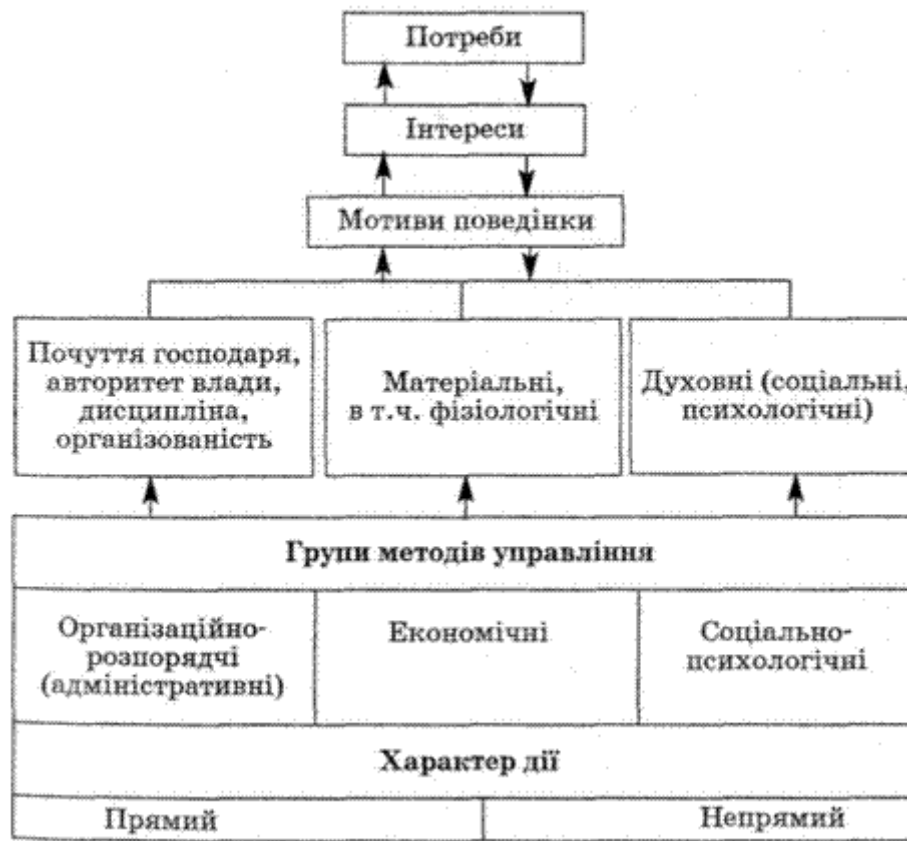 Потреби
Інтереси
Мотиви поведінки
Почуття господаря,
авторитет влади,
дисципліна,
організованість
Матеріальні,
в т.ч. фізіологічні
Духовні (соціальні,
психологічні)
Групи методів управління
Організаційно-
розпорядчі
(адміністративні)
Економічні
Соціально-
психологічні
Характер дії
Прямий
Непрямий